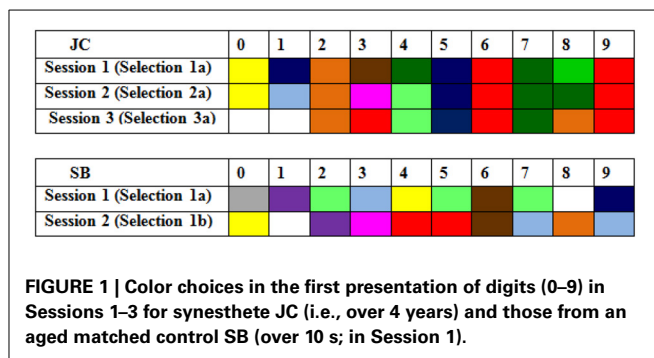 JC 0 1 2 3 4 5 6 7 8 9
Session 1 (Selection 1a)
Session 2 (Selection 2a)
Session 3 (Selection 3a)
SB 0 1 2 3 4 5 6 7 8 9
Session 1 (Selection 1a)
Session 2 (Selection 1b)
FIGURE 1 | Color choices in the first presentation of digits (0–9) in
Sessions 1–3 for synesthete JC (i.e., over 4 years) and those from an
aged matched control SB (over 10 s; in Session 1).